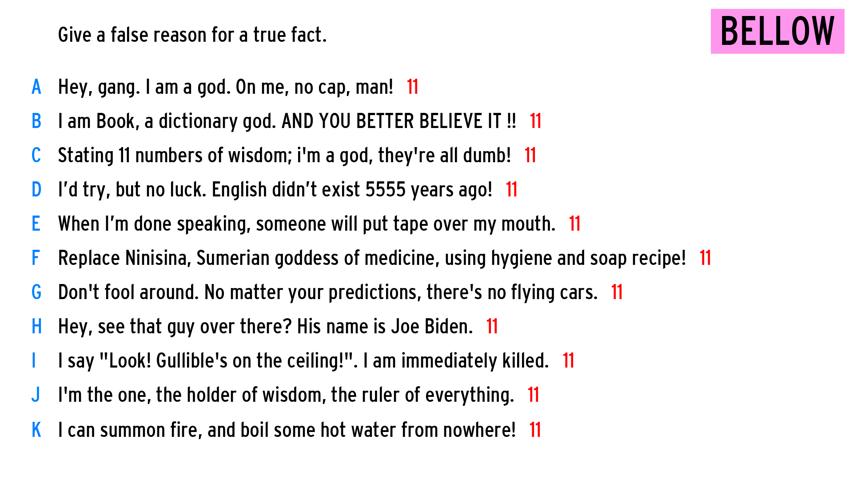 Give a false reason for a true fact.
BELLOW
A Hey, gang. I am a god. On me, no cap, man! 11
B I am Book, a dictionary god. AND YOU BETTER BELIEVE IT !! 11
C Stating 11 numbers of wisdom; i'm a god, they're all dumb! 11
D I’d try, but no luck. English didn’t exist 5555 years ago! 11
E When I’m done speaking, someone will put tape over my mouth. 11
F Replace Ninisina, Sumerian goddess of medicine, using hygiene and soap recipe! 11
G Don't fool around. No matter your predictions, there's no flying cars. 11
H Hey, see that guy over there? His name is Joe Biden. 11
I I say "Look! Gullible's on the ceiling!". I am immediately killed. 11
J I'm the one, the holder of wisdom, the ruler of everything. 11
K I can summon fire, and boil some hot water from nowhere! 11